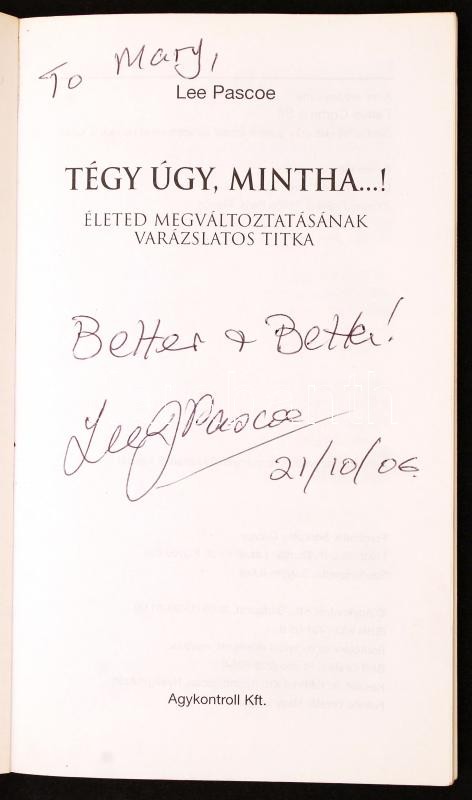 To Mary,
Lee Pascoe
TÉGY ÚGY, MINTHA...!
ÉLETED MEGVÁLTOZTATÁSÁNAK
VARÁZSLATOS TITKA
Better & Better!
Lee Pascoe
21/10/06.
Agykontroll Kft.